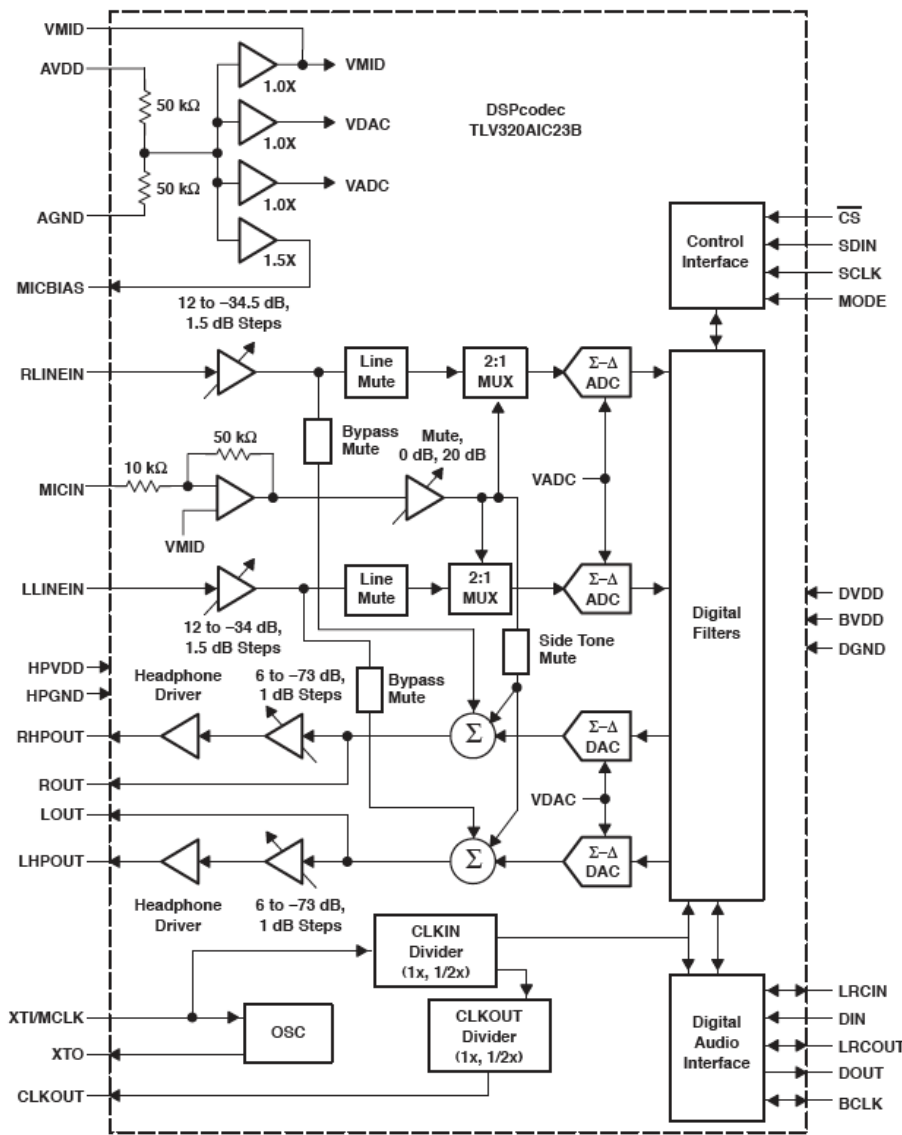 VMID
AVDD
50 kΩ
50 kΩ
AGND
MICBIAS
1.0X
VMID
1.0X
VDAC
1.0X
VADC
1.5X
DSPcodec
TLV320AIC23B
Control
Interface
CS
SDIN
SCLK
MODE
12 to –34.5 dB,
1.5 dB Steps
RLINEIN
Line
Mute
2:1
MUX
Σ–Δ
ADC
Bypass
Mute
50 kΩ
10 kΩ
MICIN
VMID
Mute,
0 dB, 20 dB
VADC
LLINEIN
12 to –34 dB,
1.5 dB Steps
Line
Mute
2:1
MUX
Σ–Δ
ADC
Digital
Filters
DVDD
BVDD
DGND
Side Tone
Mute
HPVDD
HPGND
Headphone
Driver
6 to –73 dB,
1 dB Steps
Bypass
Mute
RHPOUT
Σ
Σ–Δ
DAC
ROUT
LOUT
VDAC
LHPOUT
Σ
Σ–Δ
DAC
Headphone
Driver
6 to –73 dB,
1 dB Steps
CLKIN
Divider
(1x, 1/2x)
XTI/MCLK
OSC
XTO
CLKOUT
Divider
(1x, 1/2x)
CLKOUT
Digital
Audio
Interface
LRCIN
DIN
LRCOUT
DOUT
BCLK